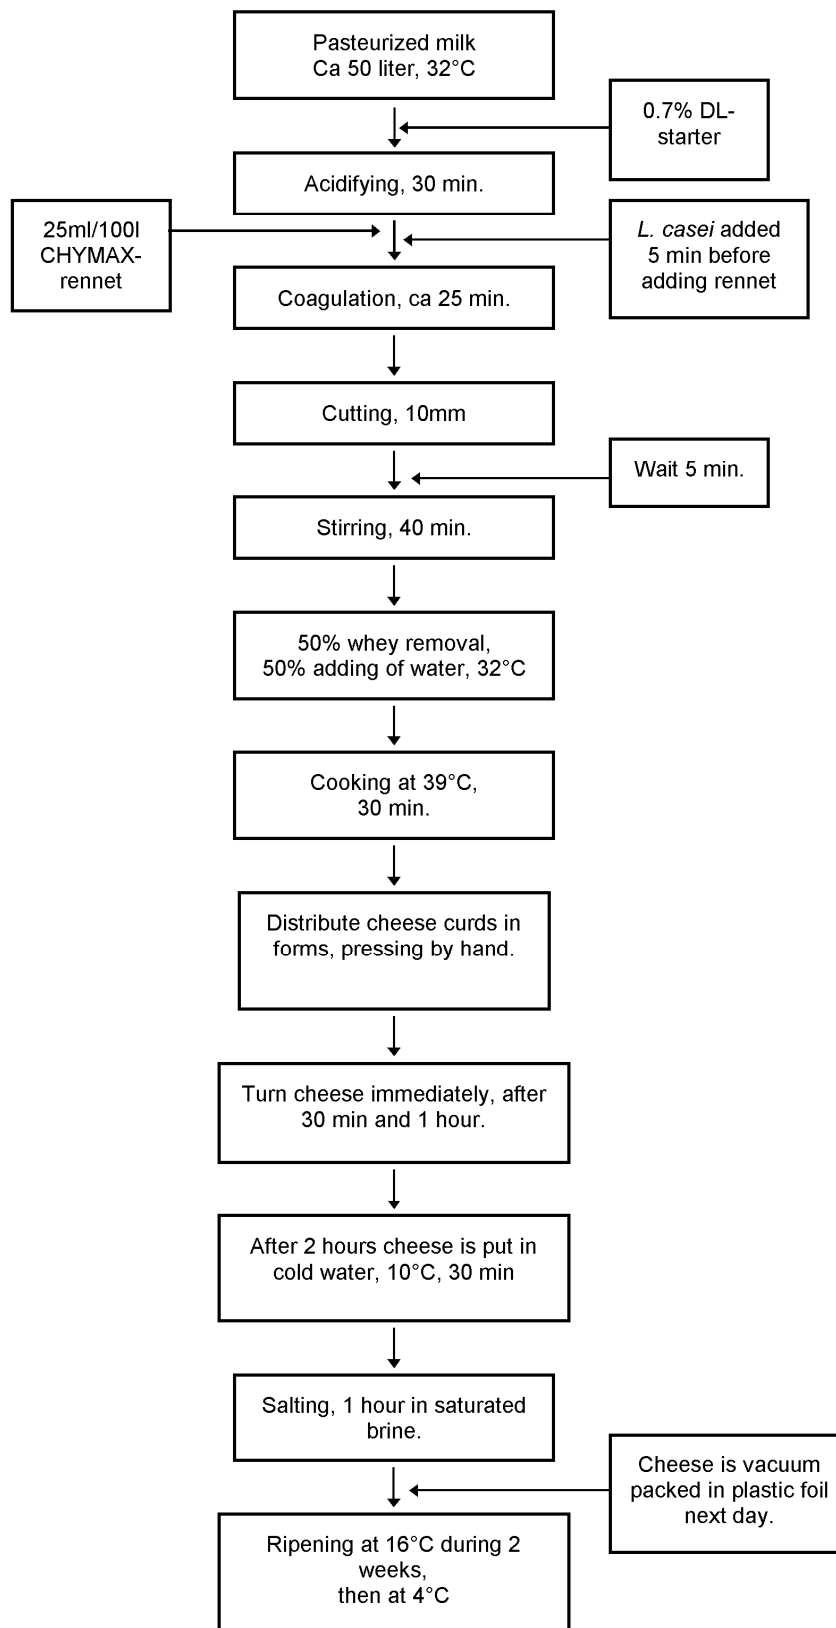 Pasteurized milk
Ca 50 liter, 32°C
0.7% DL-
starter
Acidifying, 30 min.
25ml/100l
CHYMAX-
rennet
L. casei added
5 min before
adding rennet
Coagulation, ca 25 min.
Cutting, 10mm
Wait 5 min.
Stirring, 40 min.
50% whey removal,
50% adding of water, 32°C
Cooking at 39°C,
30 min.
Distribute cheese curds in
forms, pressing by hand.
Turn cheese immediately, after
30 min and 1 hour.
After 2 hours cheese is put in
cold water, 10°C, 30 min
Salting, 1 hour in saturated
brine.
Cheese is vacuum
packed in plastic foil
next day.
Ripening at 16°C during 2
weeks,
then at 4°C